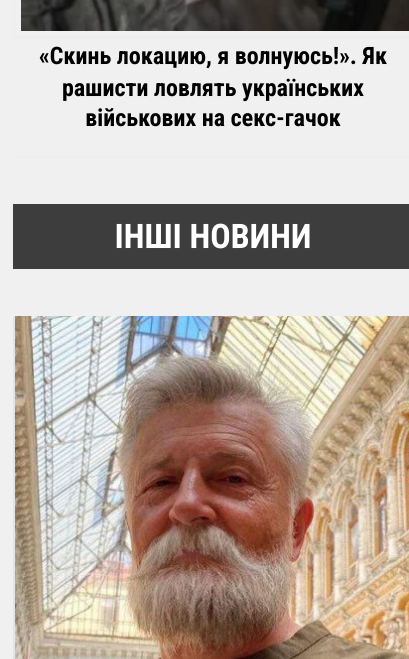 «Скинь локацию, я волнуюсь!». Як
рашисти ловлять українських
військових на секс-гачок
ІНШІ НОВИНИ